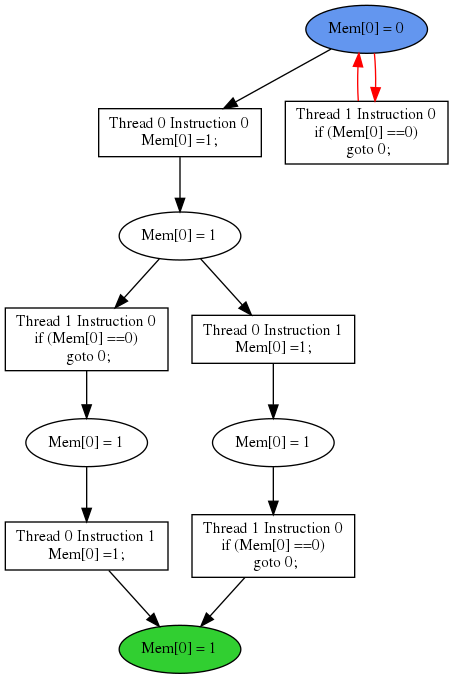 Mem[0] = 0
Thread 0 Instruction 0
Mem[0] =1;
Thread 1 Instruction 0
if (Mem[0] ==0)
goto 0;
Mem[0] = 1
Thread 1 Instruction 0
if (Mem[0] ==0)
goto 0;
Thread 0 Instruction 1
Mem[0] =1;
Mem[0] = 1
Mem[0] = 1
Thread 0 Instruction 1
Mem[0] =1;
Thread 1 Instruction 0
if (Mem[0] ==0)
goto 0;
Mem[0] = 1